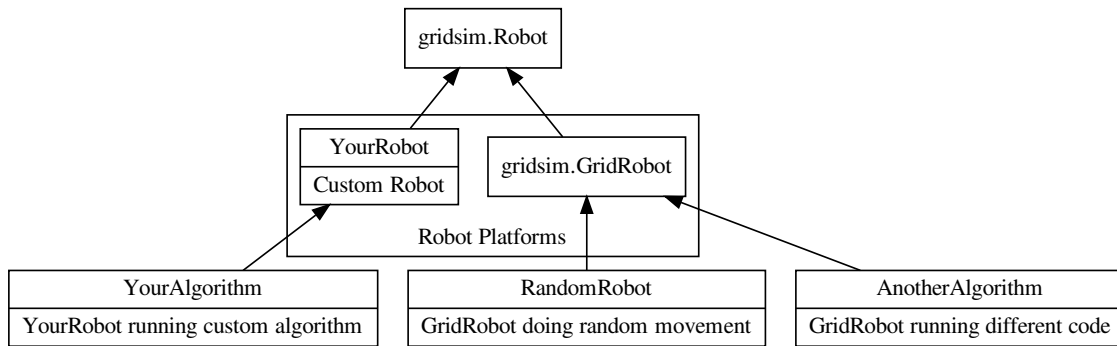 gridsim.Robot
YourRobot
Custom Robot
gridsim.GridRobot
Robot Platforms
YourAlgorithm
YourRobot running custom algorithm
RandomRobot
GridRobot doing random movement
AnotherAlgorithm
GridRobot running different code